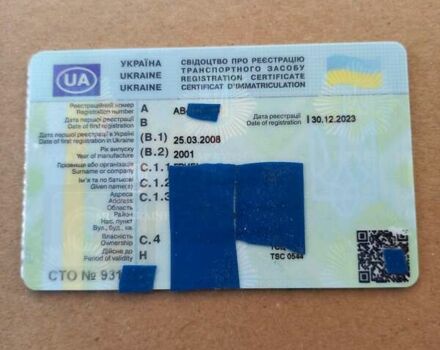 UA
УКРАЇНА
UKRAINE
UKRAINE
СВІДОЦТВО ПРО РЕЄСТРАЦІЮ
ТРАНСПОРТНОГО ЗАСОБУ
REGISTRATION CERTIFICATE
CERTIFICAT D'IMMATRICULATION
Реєстраційний номер A AB
Registration number
Дата першої реєстрації B
Date of first registration
Дата реєстрації I 30.12.2023
Date of registration
Дата першої реєстрації в Україні (B.1) 25.03.2008
Date of first registration in Ukraine
Рік випуску (B.2) 2001
Year of manufacture
Прізвище або організація C.1.1
Surname or company
Ім'я та по батькові C.1.2
Given name(s)
Адреса C.1.3
Address
Область
Район
Нас. пункт
Вул., буд., кв.
Власність C.4
Ownership
Дійсне до H
Period of validity
TSC 0544
СТО № 931